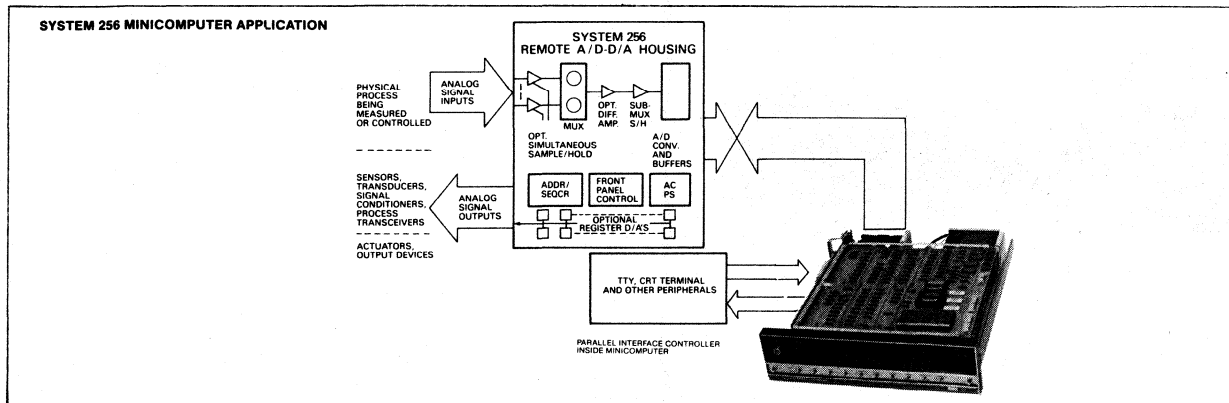 SYSTEM 256 MINICOMPUTER APPLICATION
SYSTEM 256
REMOTE A/D-D/A HOUSING
PHYSICAL
PROCESS
BEING
MEASURED
OR CONTROLLED
ANALOG
SIGNAL
INPUTS
MUX
OPT.
DIFF.
AMP.
SUB-
MUX
S/H
OPT.
SIMULTANEOUS
SAMPLE/HOLD
A/D
CONV.
AND
BUFFERS
SENSORS,
TRANSDUCERS,
SIGNAL
CONDITIONERS,
PROCESS
TRANSCEIVERS
ANALOG
SIGNAL
OUTPUTS
ADDR/
SEQCR
FRONT
PANEL
CONTROL
AC
PS
OPTIONAL
REGISTER D/A'S
ACTUATORS,
OUTPUT DEVICES
TTY, CRT TERMINAL
AND OTHER PERIPHERALS
PARALLEL INTERFACE CONTROLLER
INSIDE MINICOMPUTER